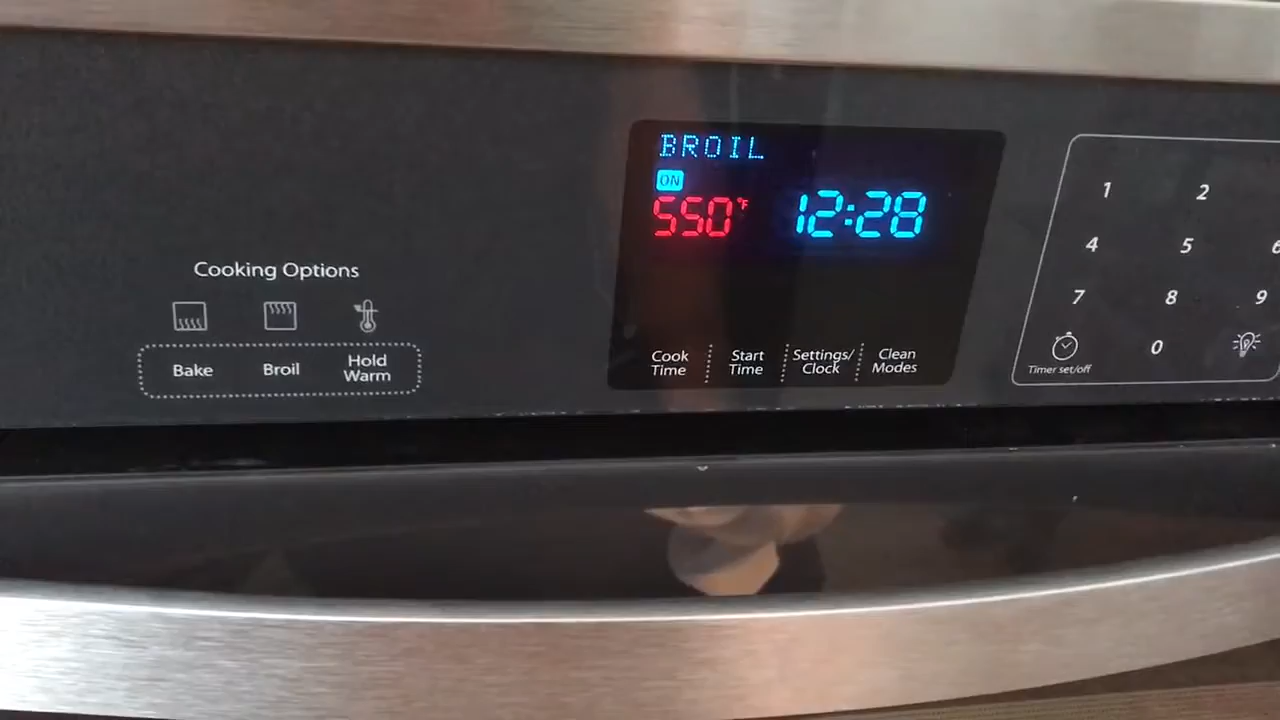 BROIL
ON
550°F 12:28
Cooking Options
Bake Broil Hold Warm
Cook Time
Start Time
Settings/ Clock
Clean Modes
1 2
4 5 6
7 8 9
0
Timer set/off